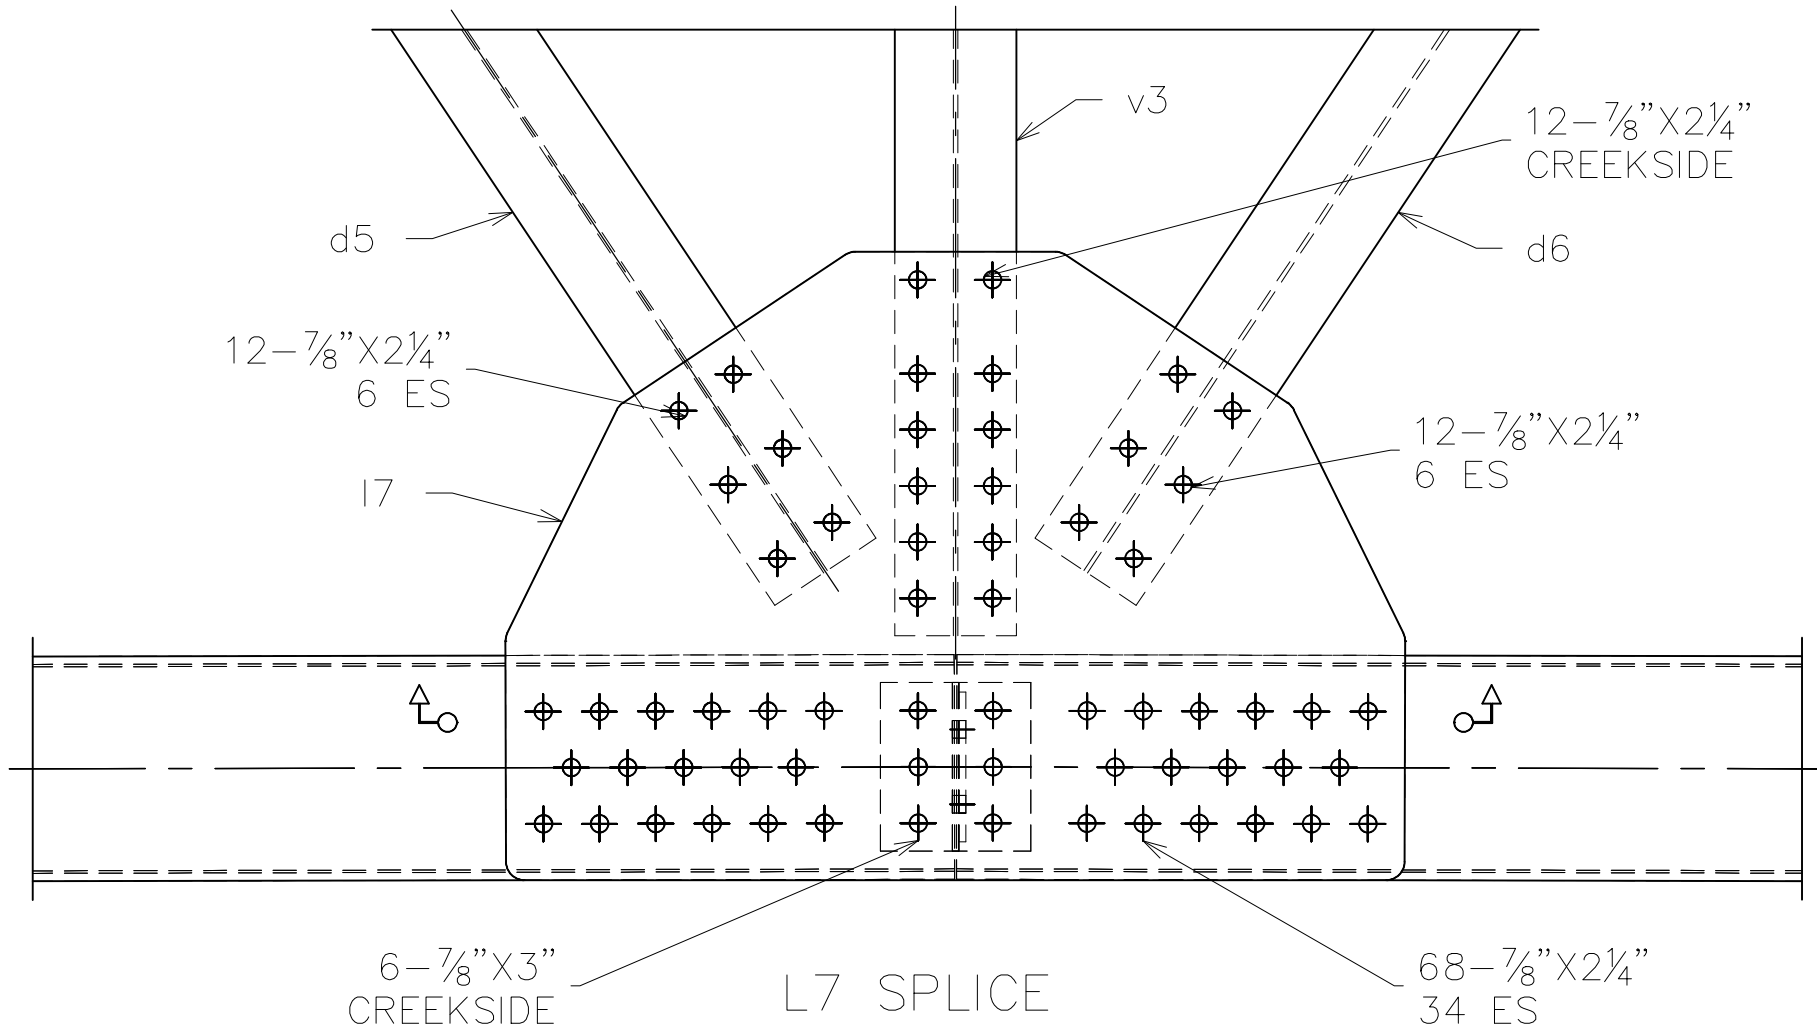 v3
12-⅞”X2¼”
CREEKSIDE
d5
d6
12-⅞”X2¼”
6 ES
12-⅞”X2¼”
6 ES
l7
6-⅞”X3”
CREEKSIDE
L7 SPLICE
68-⅞”X2¼”
34 ES